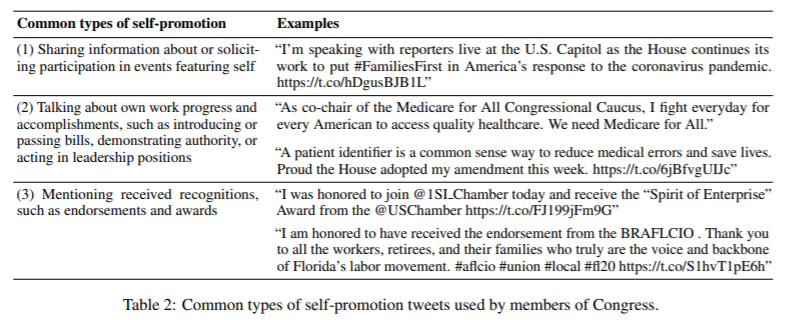 Common types of self-promotion Examples
(1) Sharing information about or solicit-
ing participation in events featuring self
“I’m speaking with reporters live at the U.S. Capitol as the House continues its
work to put #FamiliesFirst in America’s response to the coronavirus pandemic.
https://t.co/hDgusBJB1L”
(2) Talking about own work progress and
accomplishments, such as introducing or
passing bills, demonstrating authority, or
acting in leadership positions
“As co-chair of the Medicare for All Congressional Caucus, I fight everyday for
every American to access quality healthcare. We need Medicare for All.”
“A patient identifier is a common sense way to reduce medical errors and save lives.
Proud the House adopted my amendment this week. https://t.co/6jBfvgUIJc”
(3) Mentioning received recognitions,
such as endorsements and awards
“I was honored to join @1SLChamber today and receive the “Spirit of Enterprise”
Award from the @USChamber https://t.co/FJ199jFm9G”
“I am honored to have received the endorsement from the BRAFLCIO . Thank you
to all the workers, retirees, and their families who truly are the voice and backbone
of Florida’s labor movement. #aflcio #union #local #fl20 https://t.co/S1hvT1pE6h”
Table 2: Common types of self-promotion tweets used by members of Congress.